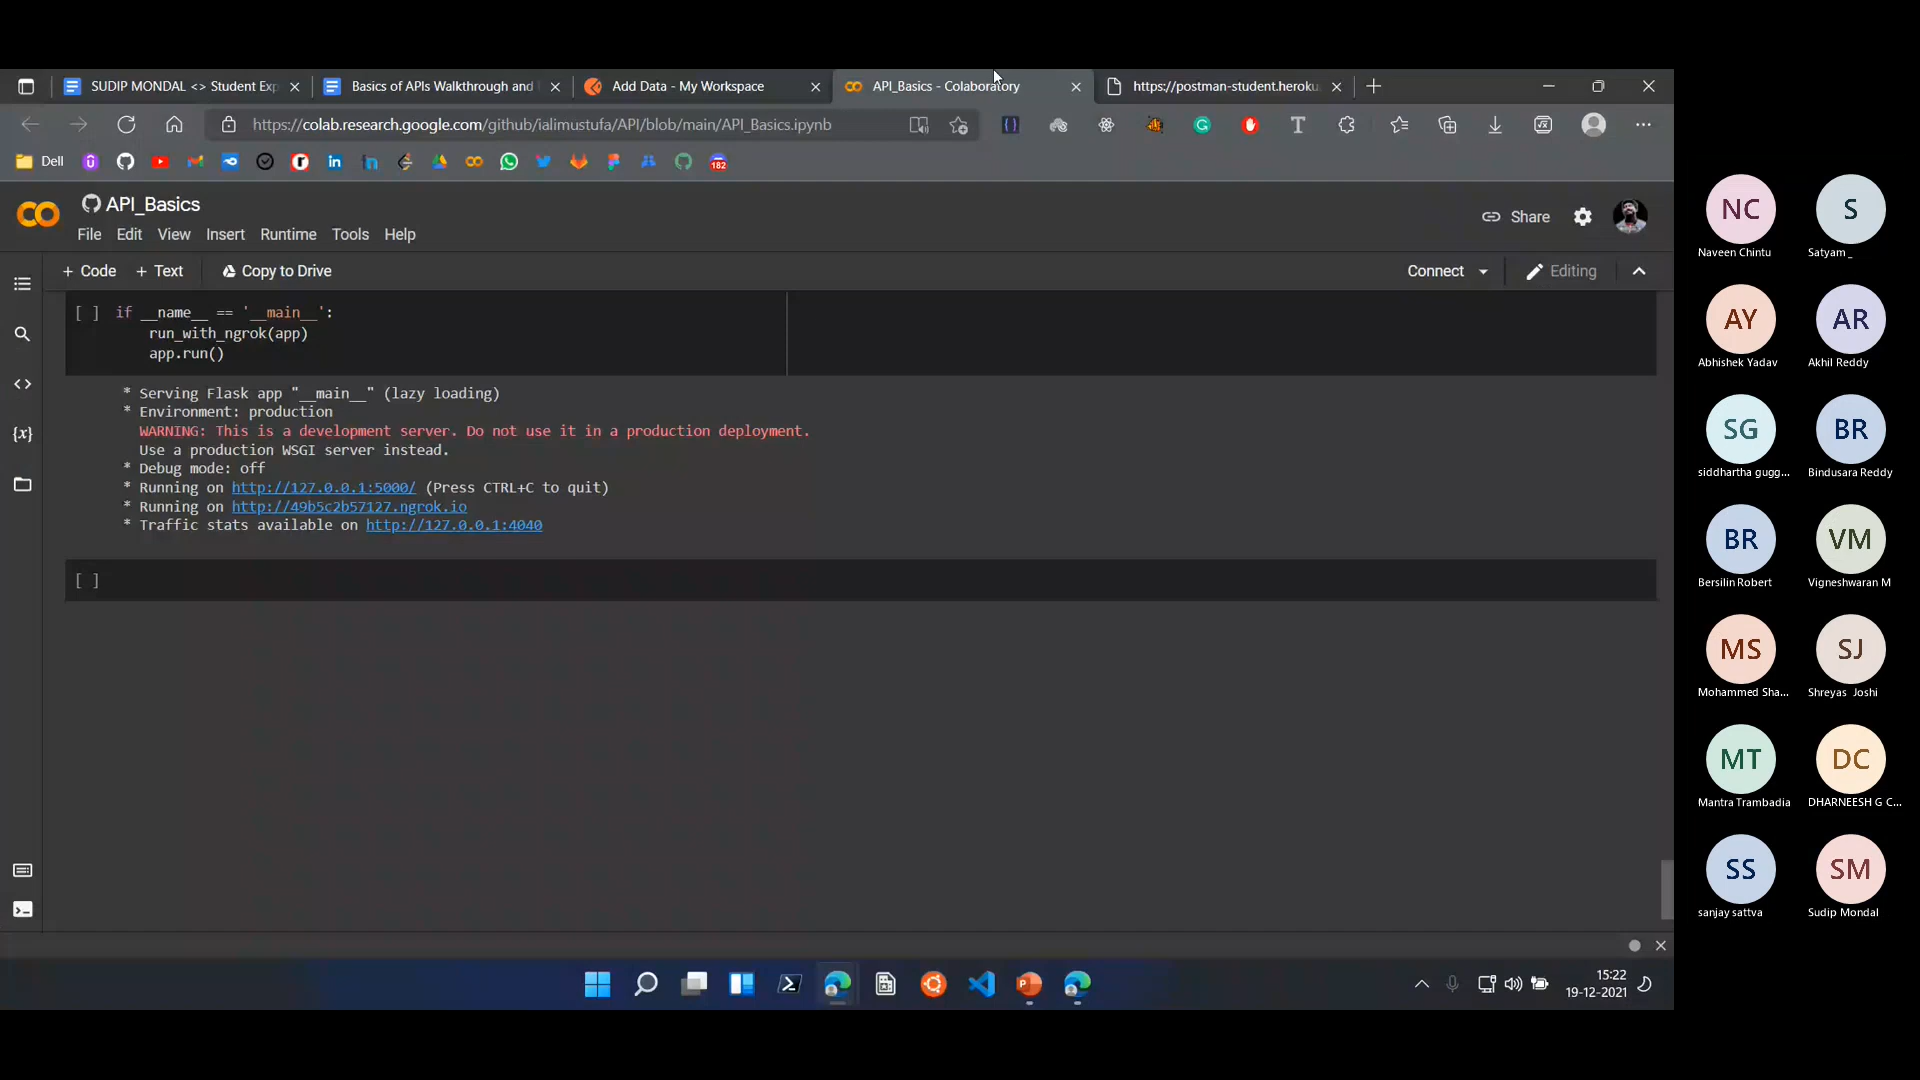 SUDIP MONDAL <> Student Exp
Basics of APIs Walkthrough and
Add Data - My Workspace
API_Basics - Colaboratory
https://postman-student.heroku
https://colab.research.google.com/github/ialimustufa/API/blob/main/API_Basics.ipynb
Dell
182
API_Basics
File Edit View Insert Runtime Tools Help
Share
+ Code + Text Copy to Drive
Connect
Editing
[ ] if __name__ == '__main__':
run_with_ngrok(app)
app.run()
* Serving Flask app "__main__" (lazy loading)
* Environment: production
WARNING: This is a development server. Do not use it in a production deployment.
Use a production WSGI server instead.
* Debug mode: off
* Running on http://127.0.0.1:5000/ (Press CTRL+C to quit)
* Running on http://49b5c2b57127.ngrok.io
* Traffic stats available on http://127.0.0.1:4040
[ ]
15:22
19-12-2021
NC S
Naveen Chintu Satyam _
AY AR
Abhishek Yadav Akhil Reddy
SG BR
siddhartha gugg... Bindusara Reddy
BR VM
Bersilin Robert Vigneshwaran M
MS SJ
Mohammed Sha... Shreyas Joshi
MT DC
Mantra Trambadia DHARNEESH G C...
SS SM
sanjay sattva Sudip Mondal